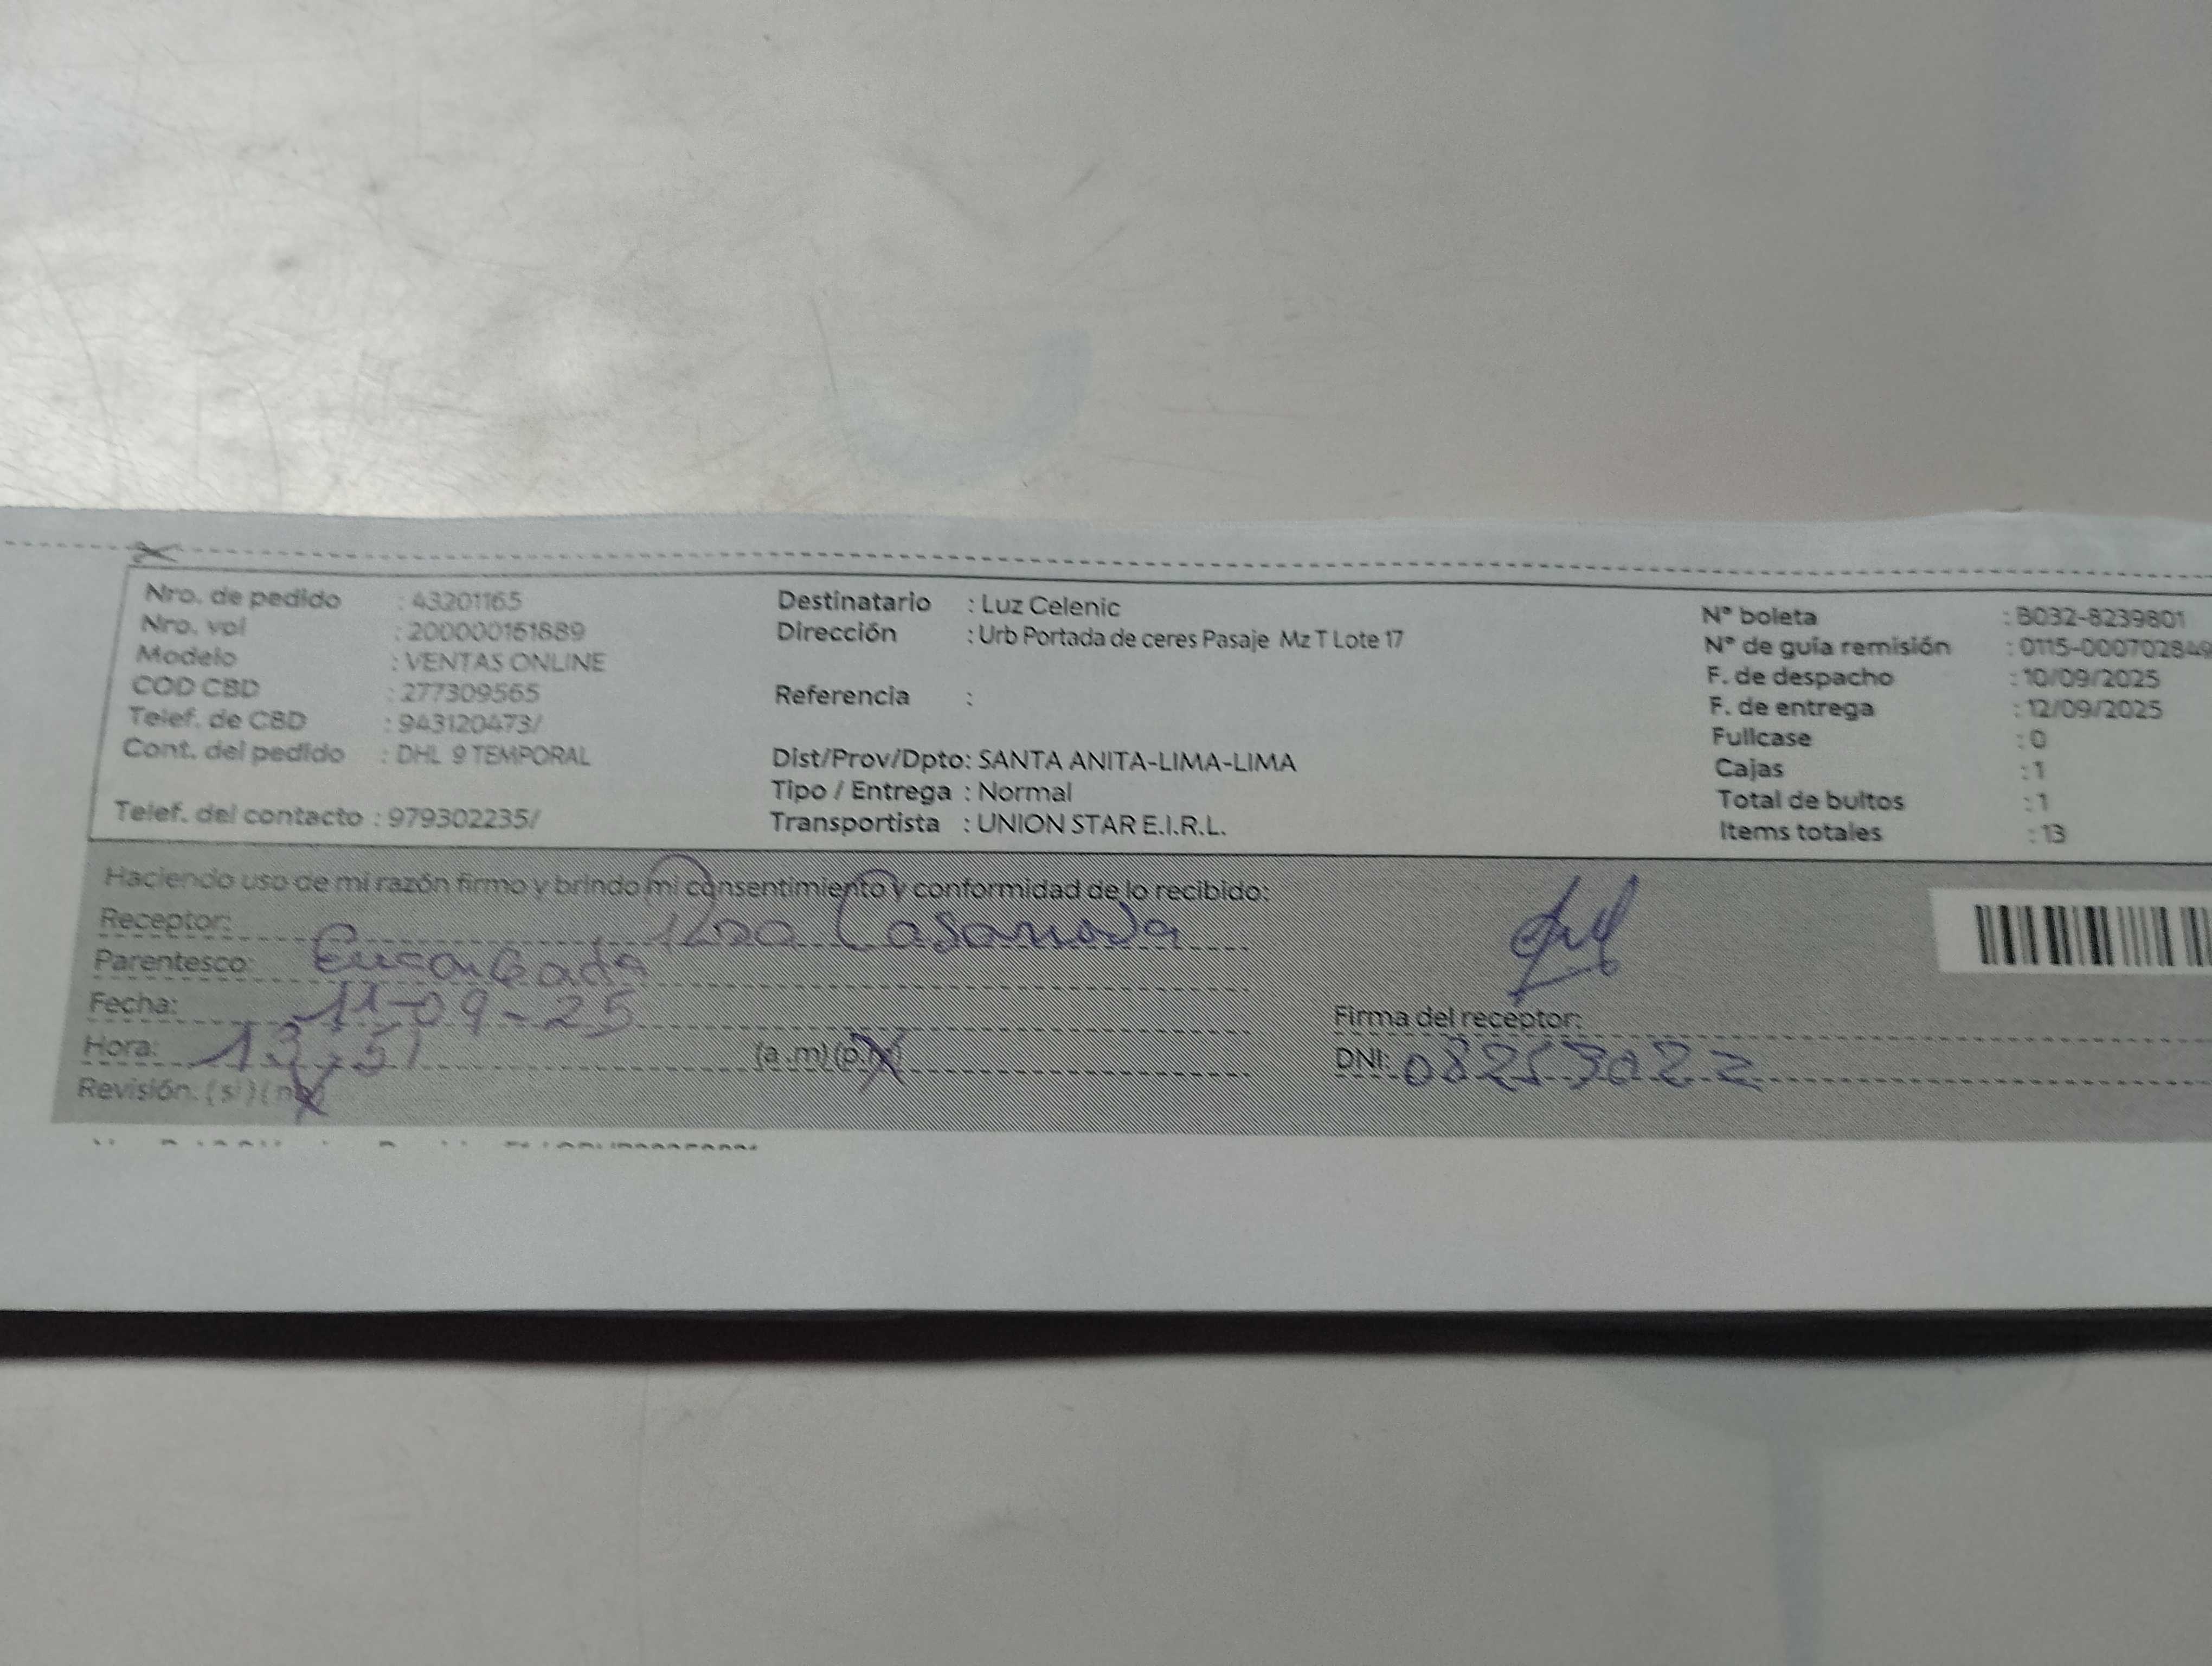 Nro. de pedido : 43201165
Nro. vol : 200000151889
Modelo : VENTAS ONLINE
COD CBD : 277309565
Telef. de CBD : 943120473/
Cont. del pedido : DHL 9 TEMPORAL
Telef. del contacto : 979302235/
Destinatario : Luz Celenic
Dirección : Urb Portada de ceres Pasaje Mz T Lote 17
Referencia :
Dist/Prov/Dpto: SANTA ANITA-LIMA-LIMA
Tipo / Entrega : Normal
Transportista : UNION STAR E.I.R.L.
N° boleta : B032-8239801
N° de guía remisión : 0115-000702849
F. de despacho : 10/09/2025
F. de entrega : 12/09/2025
Fullcase : 0
Cajas : 1
Total de bultos : 1
Items totales : 13
Haciendo uso de mi razón firmo y brindo mi consentimiento y conformidad de lo recibido:
Receptor: Casanova
Parentesco: Encargada
Fecha: 11-09-25
Hora: 13:51 (a.m) (p.m)
Revisión. (si) (no)
Firma del receptor:
DNI: 08253022